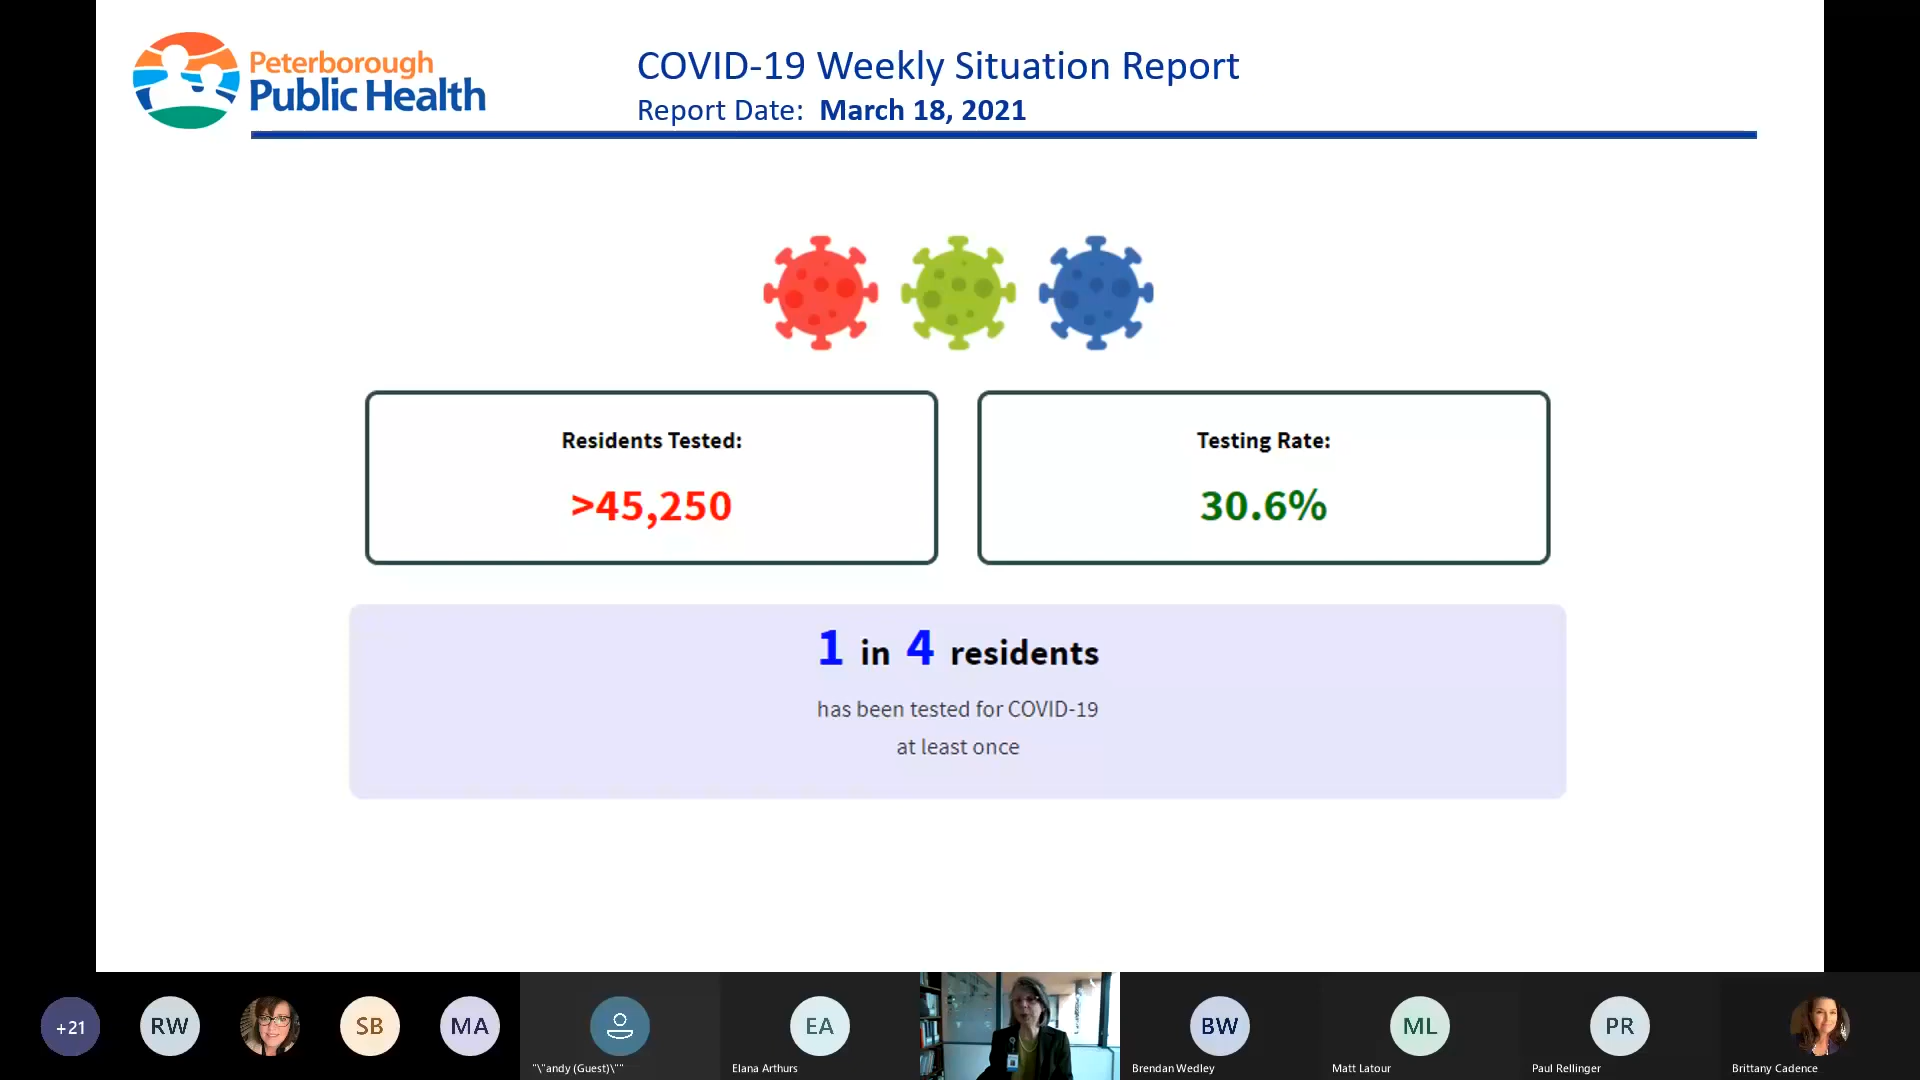 Peterborough
Public Health
COVID-19 Weekly Situation Report
Report Date: March 18, 2021
Residents Tested:
>45,250
Testing Rate:
30.6%
1 in 4 residents
has been tested for COVID-19
at least once
+21
RW
SB
MA
"\"andy (Guest)\""
EA
Elana Arthurs
BW
Brendan Wedley
ML
Matt Latour
PR
Paul Rellinger
Brittany Cadence